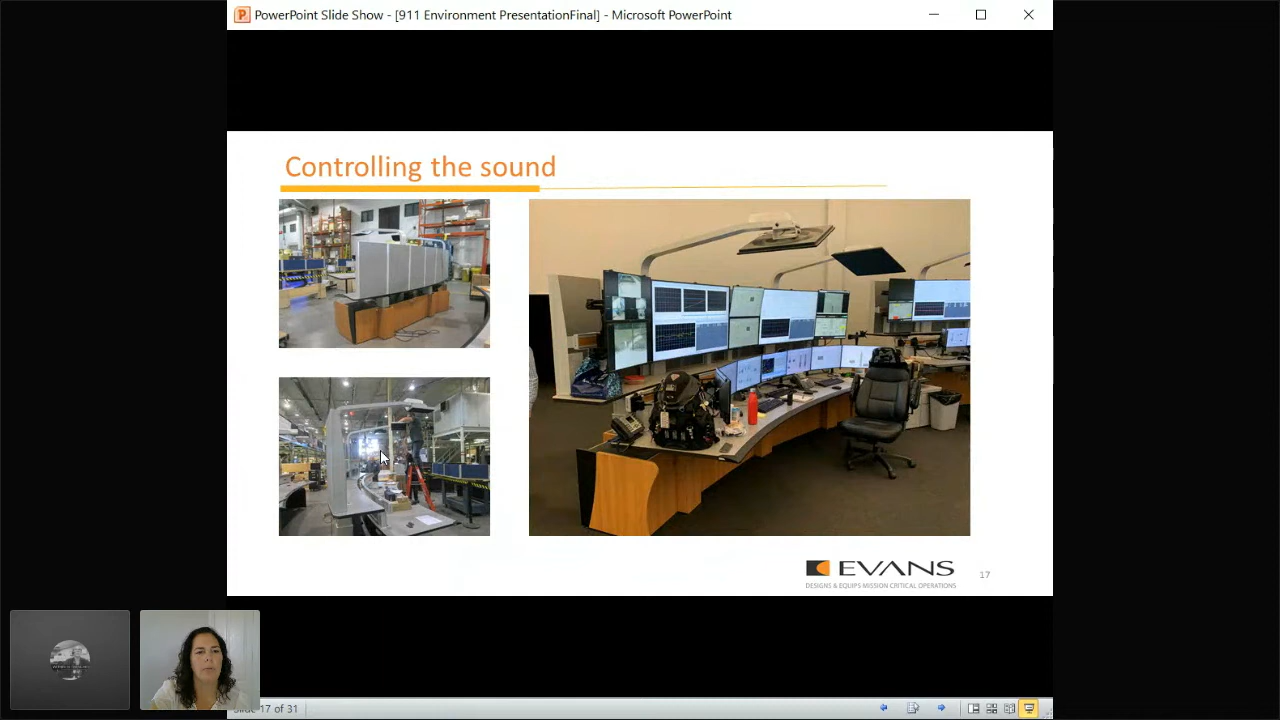 PowerPoint Slide Show - [911 Environment PresentationFinal] - Microsoft PowerPoint
Controlling the sound
EVANS
DESIGNS & EQUIPS MISSION CRITICAL OPERATIONS
17
Slide 17 of 31